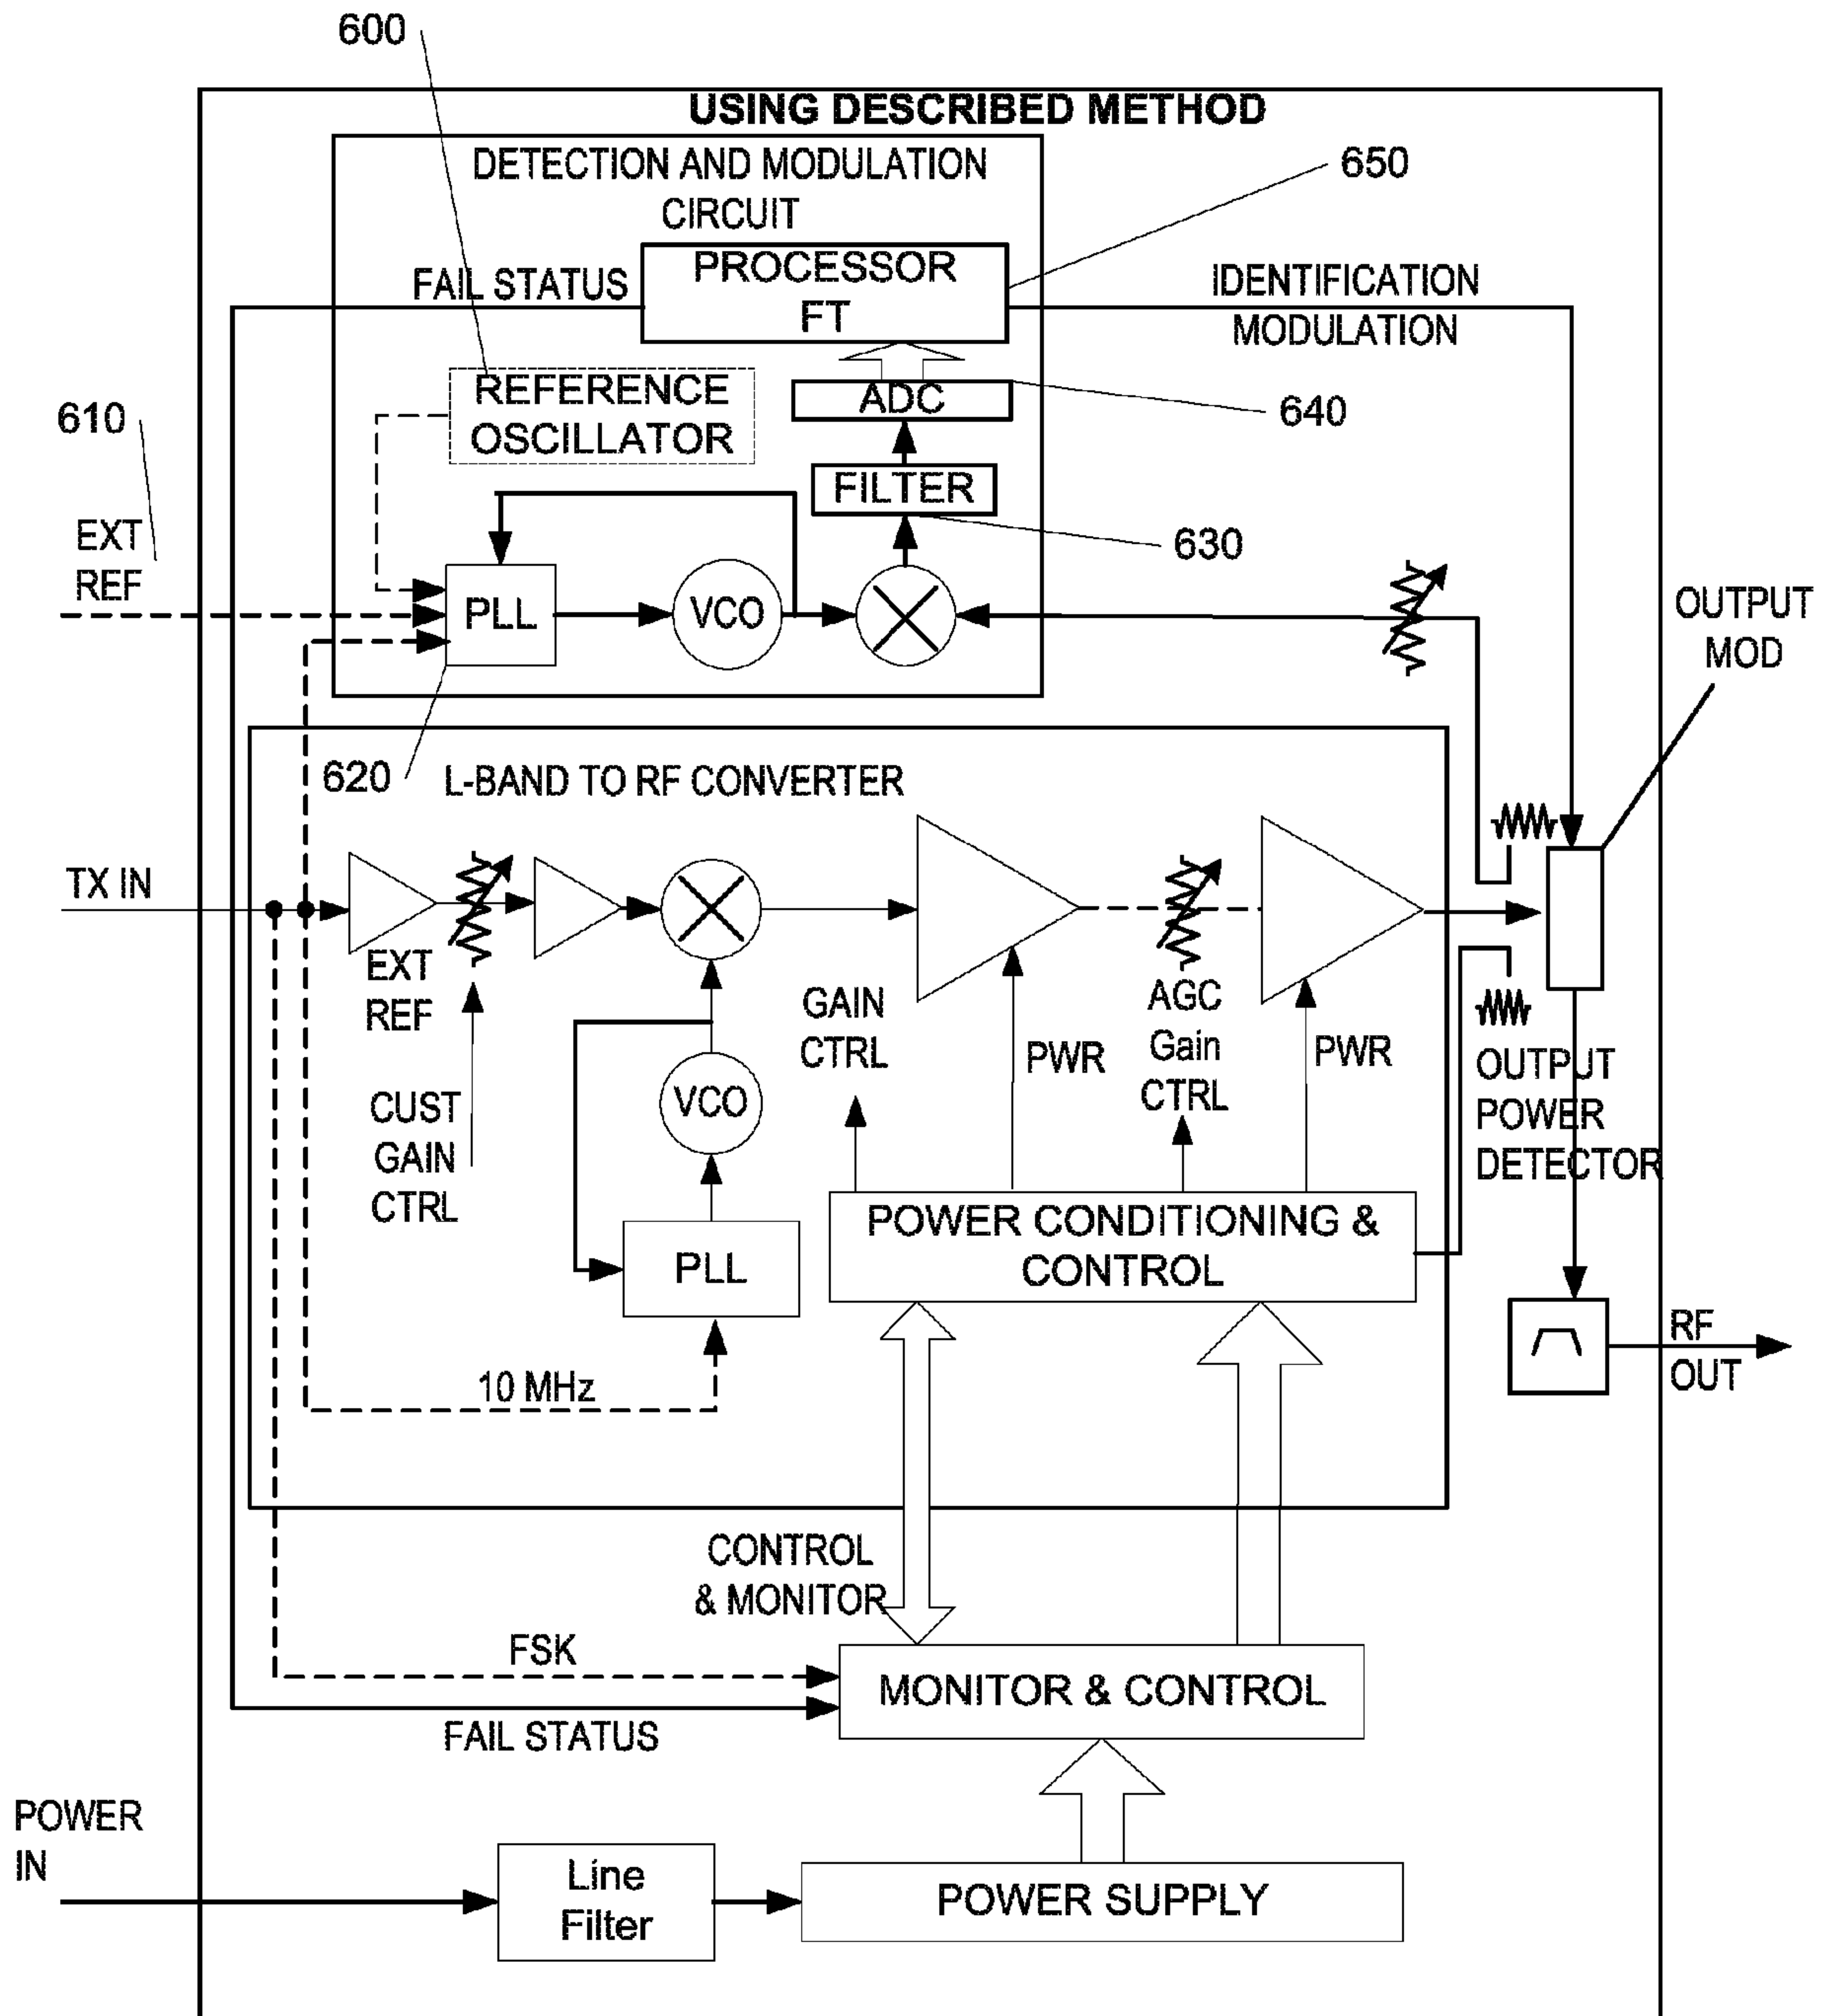 600
USING DESCRIBED METHOD
DETECTION AND MODULATION
CIRCUIT
650
PROCESSOR
FT
FAIL STATUS
IDENTIFICATION
MODULATION
REFERENCE
OSCILLATOR
ADC
640
610
FILTER
630
EXT
REF
PLL
VCO
OUTPUT
MOD
620
L-BAND TO RF CONVERTER
TX IN
EXT
REF
GAIN
CTRL
AGC
Gain
CTRL
PWR
PWR
OUTPUT
POWER
DETECTOR
CUST
GAIN
CTRL
VCO
POWER CONDITIONING &
CONTROL
PLL
10 MHz
RF
OUT
CONTROL
& MONITOR
FSK
MONITOR & CONTROL
FAIL STATUS
POWER
IN
Line
Filter
POWER SUPPLY